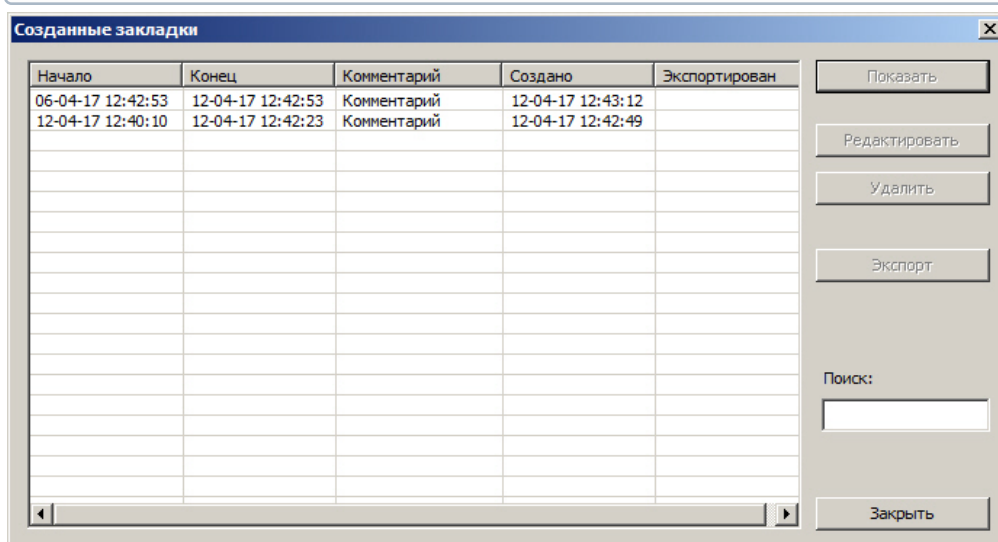 Созданные закладки
Начало Конец Комментарий Создано Экспортирован
06-04-17 12:42:53 12-04-17 12:42:53 Комментарий 12-04-17 12:43:12
12-04-17 12:40:10 12-04-17 12:42:23 Комментарий 12-04-17 12:42:49
Показать
Редактировать
Удалить
Экспорт
Поиск:
Закрыть